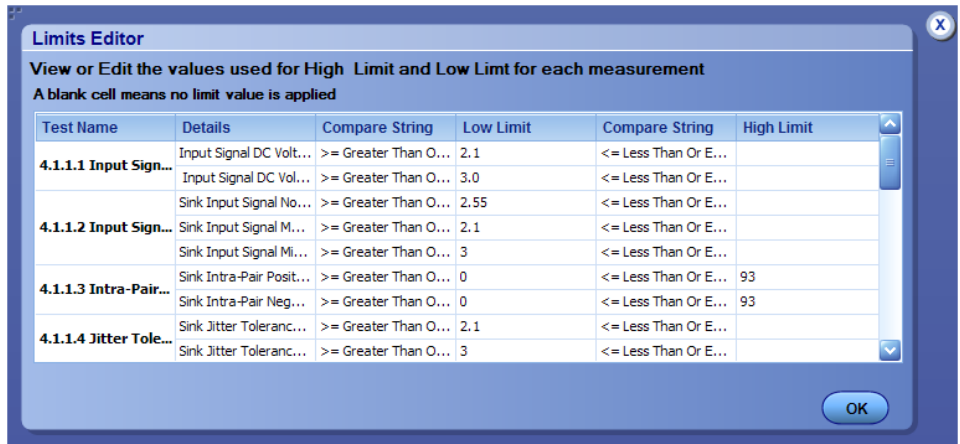 X
Limits Editor
View or Edit the values used for High Limit and Low Limt for each measurement
A blank cell means no limit value is applied
Test Name Details Compare String Low Limit Compare String High Limit
4.1.1.1 Input Sign... Input Signal DC Volt... >= Greater Than O... 2.1 <= Less Than Or E...
Input Signal DC Vol... >= Greater Than O... 3.0 <= Less Than Or E...
4.1.1.2 Input Sign... Sink Input Signal No... >= Greater Than O... 2.55 <= Less Than Or E...
Sink Input Signal M... >= Greater Than O... 2.1 <= Less Than Or E...
Sink Input Signal Mi... >= Greater Than O... 3 <= Less Than Or E...
4.1.1.3 Intra-Pair... Sink Intra-Pair Posit... >= Greater Than O... 0 <= Less Than Or E... 93
Sink Intra-Pair Neg... >= Greater Than O... 0 <= Less Than Or E... 93
4.1.1.4 Jitter Tole... Sink Jitter Toleranc... >= Greater Than O... 2.1 <= Less Than Or E...
Sink Jitter Toleranc... >= Greater Than O... 3 <= Less Than Or E...
OK